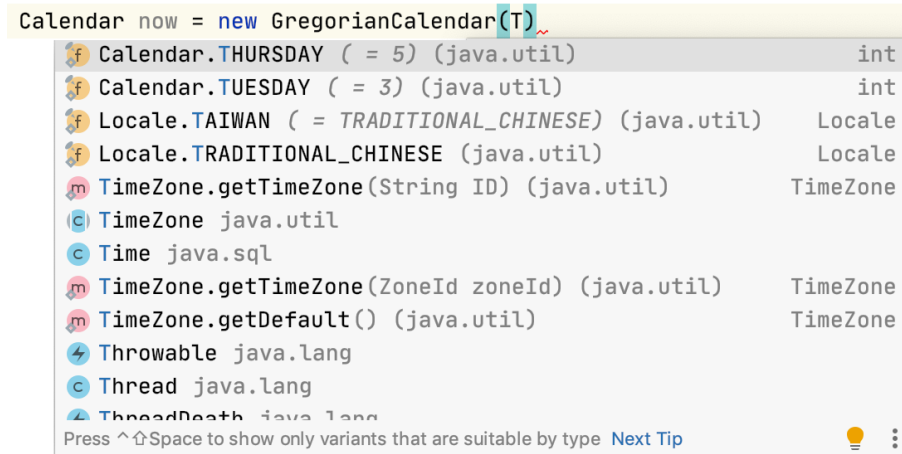 Calendar now = new GregorianCalendar(T)
f Calendar.THURSDAY ( = 5) (java.util) int
f Calendar.TUESDAY ( = 3) (java.util) int
f Locale.TAIWAN ( = TRADITIONAL_CHINESE) (java.util) Locale
f Locale.TRADITIONAL_CHINESE (java.util) Locale
m TimeZone.getTimeZone(String ID) (java.util) TimeZone
c TimeZone java.util
c Time java.sql
m TimeZone.getTimeZone(ZoneId zoneId) (java.util) TimeZone
m TimeZone.getDefault() (java.util) TimeZone
Throwable java.lang
c Thread java.lang
ThreadDeath java.lang
Press ^⇧Space to show only variants that are suitable by type Next Tip